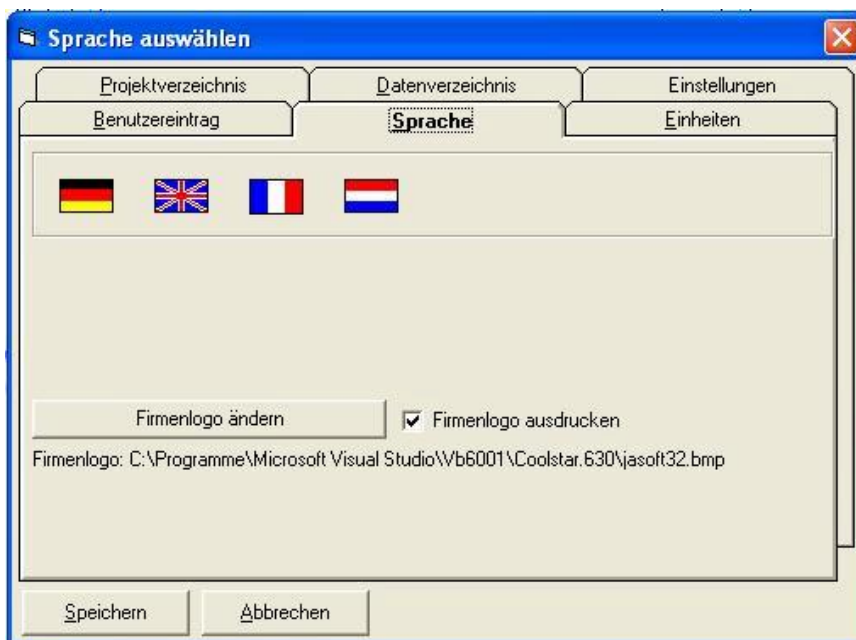 Sprache auswählen
Projektverzeichnis
Datenverzeichnis
Einstellungen
Benutzereintrag
Sprache
Einheiten
Firmenlogo ändern
Firmenlogo ausdrucken
Firmenlogo: C:\Programme\Microsoft Visual Studio\Vb6001\Coolstar.630\jasoft32.bmp
Speichern
Abbrechen